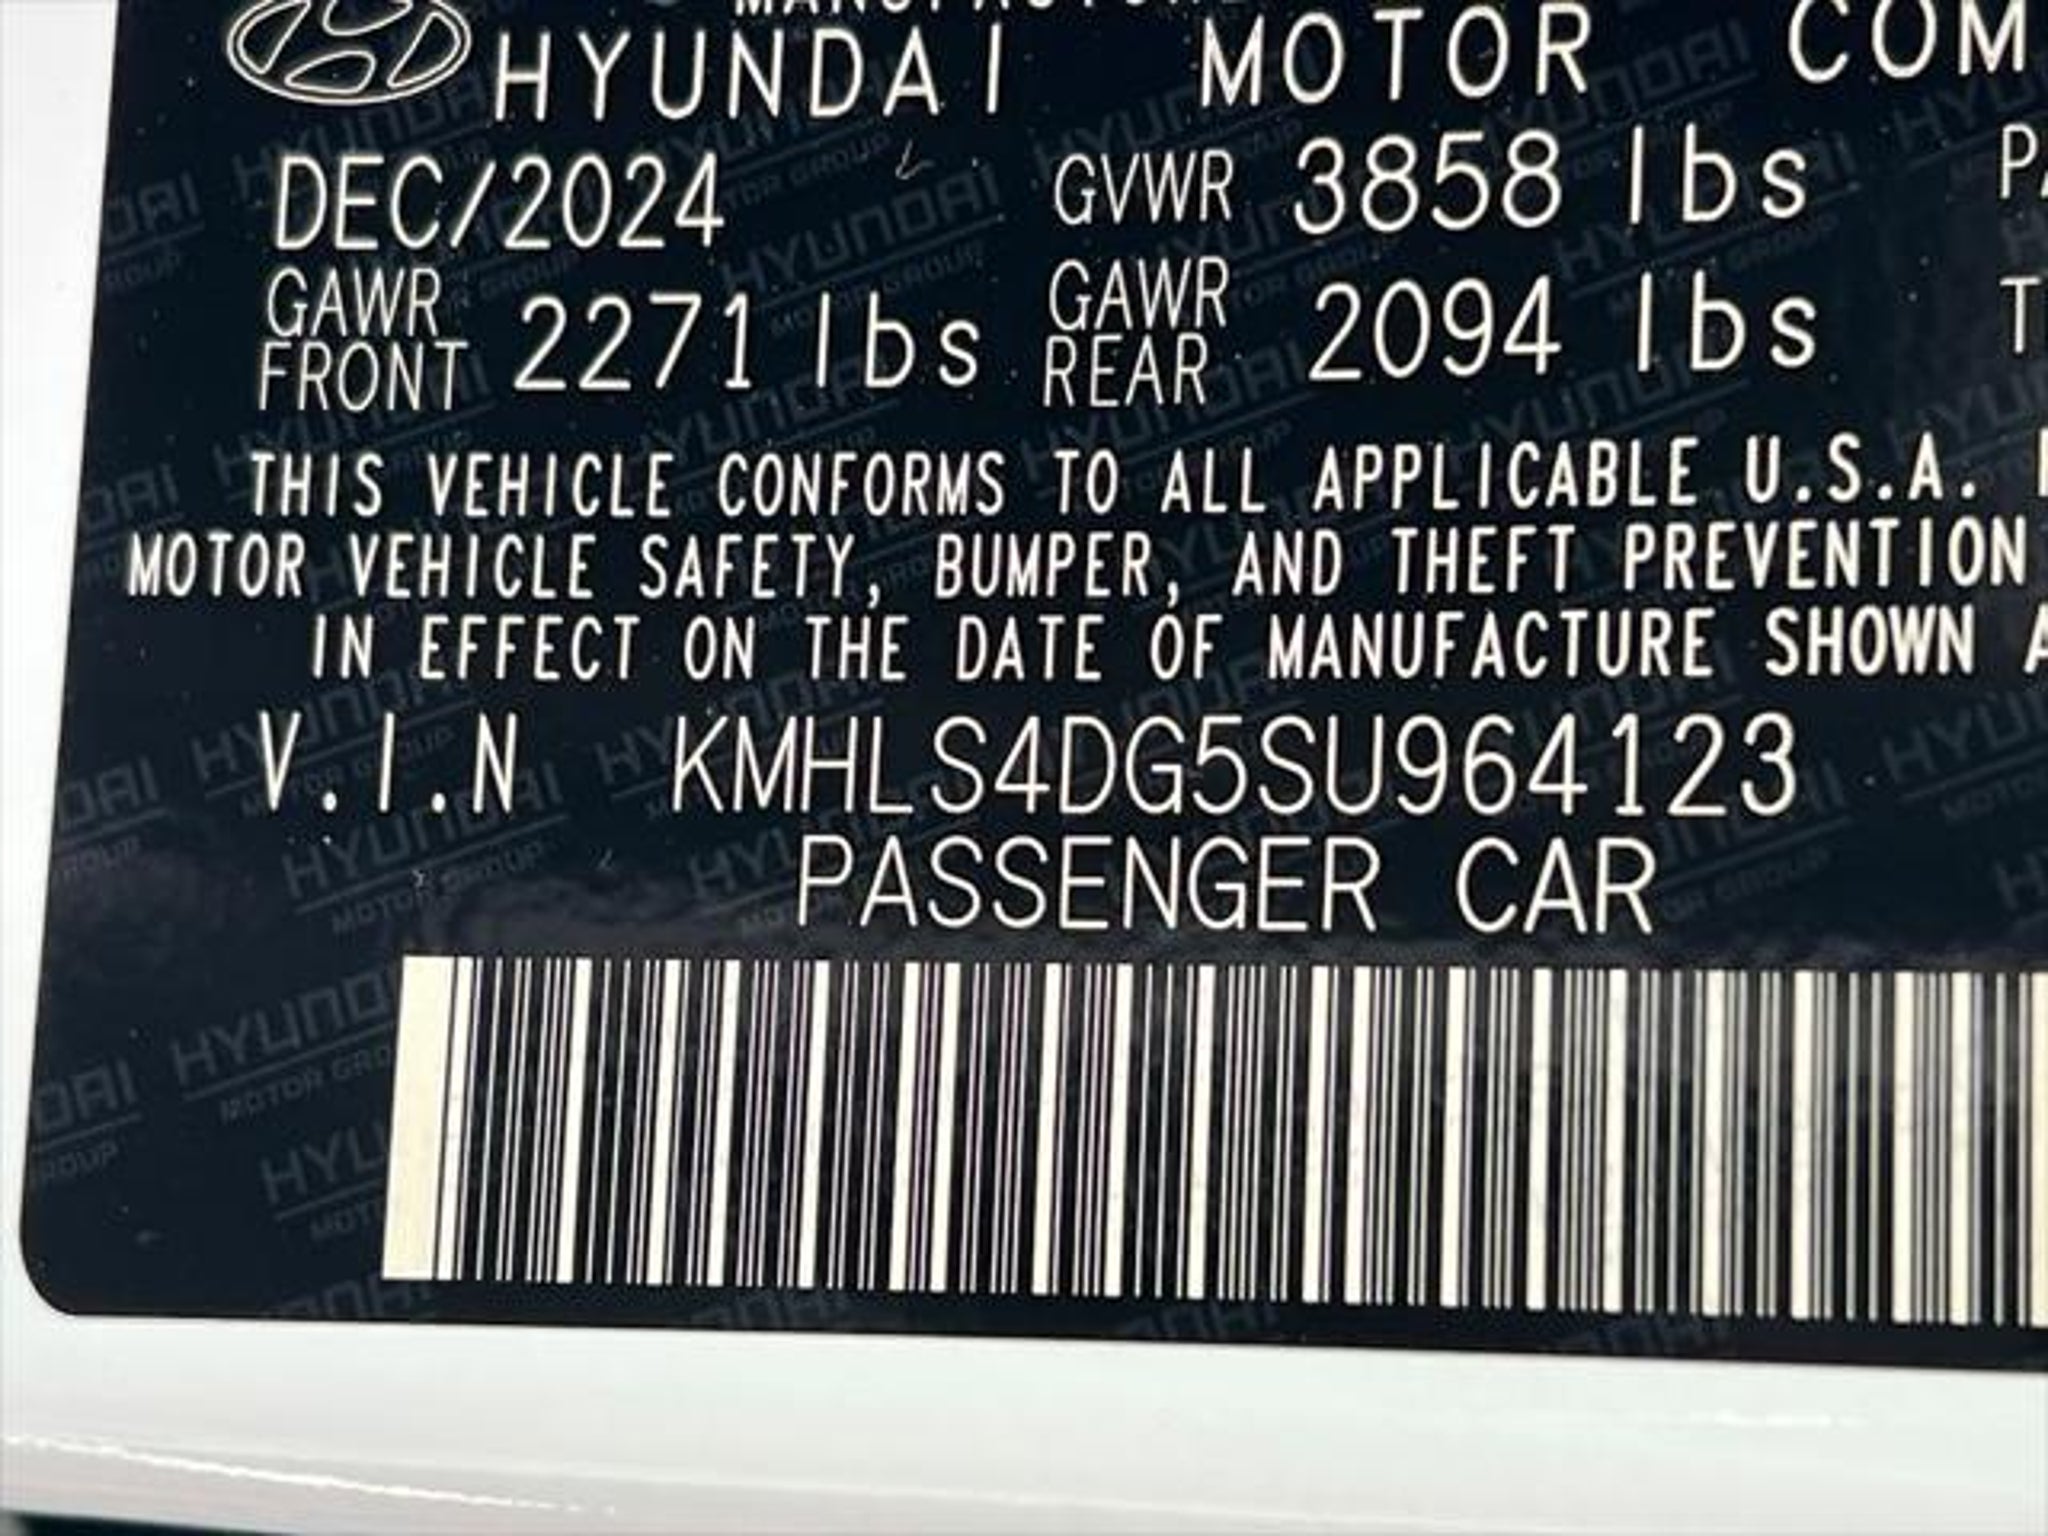 HYUNDAI MOTOR COM
DEC/2024 GVWR 3858 lbs PA
GAWR FRONT 2271 lbs GAWR REAR 2094 lbs T
THIS VEHICLE CONFORMS TO ALL APPLICABLE U.S.A.
MOTOR VEHICLE SAFETY, BUMPER, AND THEFT PREVENTION
IN EFFECT ON THE DATE OF MANUFACTURE SHOWN A
V.I.N KMHLS4DG5SU964123
PASSENGER CAR